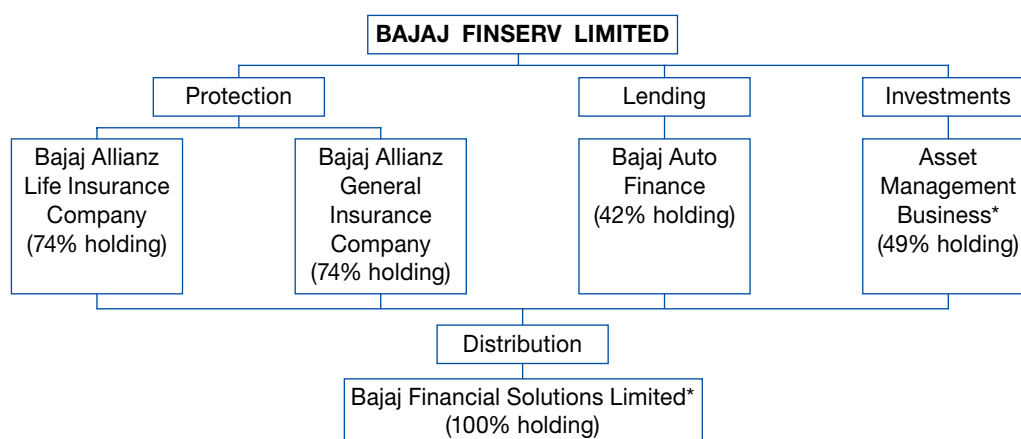 BAJAJ FINSERV LIMITED
Protection
Lending
Investments
Bajaj Allianz
Life Insurance
Company
(74% holding)
Bajaj Allianz
General
Insurance
Company
(74% holding)
Bajaj Auto
Finance
(42% holding)
Asset
Management
Business*
(49% holding)
Distribution
Bajaj Financial Solutions Limited*
(100% holding)